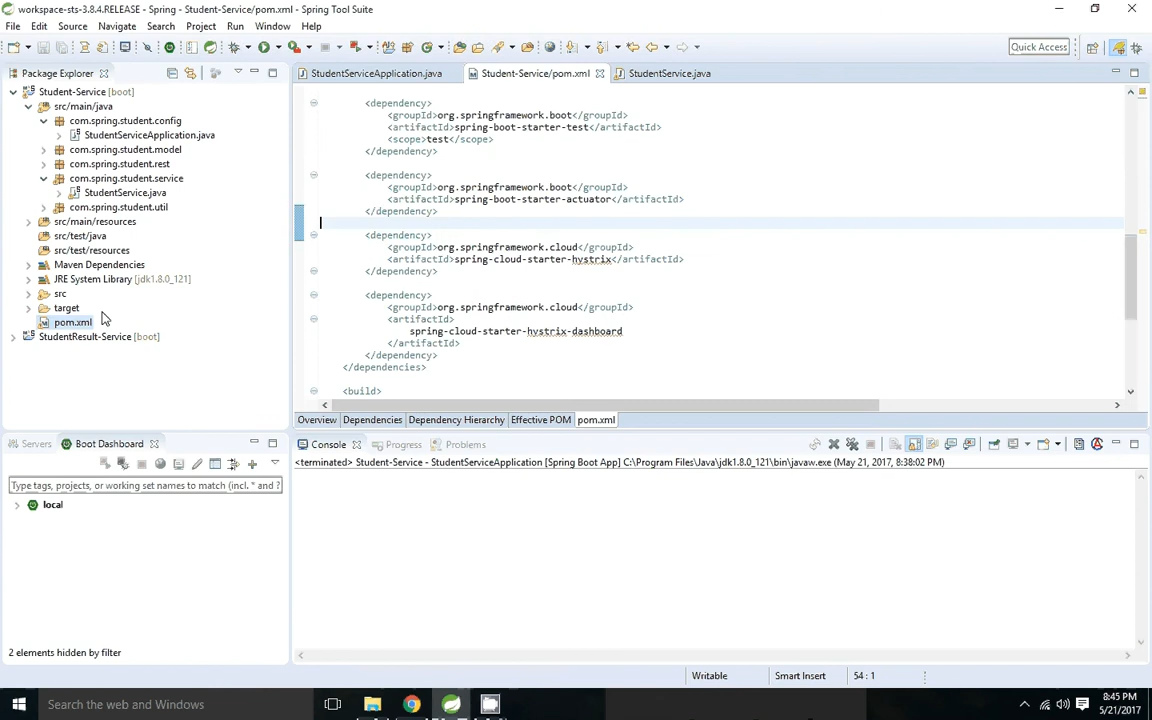 workspace-sts-3.8.4.RELEASE - Spring - Student-Service/pom.xml - Spring Tool Suite
File Edit Source Navigate Search Project Run Window Help
Quick Access
Package Explorer
Student-Service [boot]
src/main/java
com.spring.student.config
StudentServiceApplication.java
com.spring.student.model
com.spring.student.rest
com.spring.student.service
StudentService.java
com.spring.student.util
src/main/resources
src/test/java
src/test/resources
Maven Dependencies
JRE System Library [jdk1.8.0_121]
src
target
pom.xml
StudentResult-Service [boot]
StudentServiceApplication.java Student-Service/pom.xml StudentService.java
<dependency>
<groupId>org.springframework.boot</groupId>
<artifactId>spring-boot-starter-test</artifactId>
<scope>test</scope>
</dependency>
<dependency>
<groupId>org.springframework.boot</groupId>
<artifactId>spring-boot-starter-actuator</artifactId>
</dependency>
<dependency>
<groupId>org.springframework.cloud</groupId>
<artifactId>spring-cloud-starter-hystrix</artifactId>
</dependency>
<dependency>
<groupId>org.springframework.cloud</groupId>
<artifactId>
spring-cloud-starter-hystrix-dashboard
</artifactId>
</dependency>
</dependencies>
<build>
Overview Dependencies Dependency Hierarchy Effective POM pom.xml
Servers Boot Dashboard
Type tags, projects, or working set names to match (incl. * and ?
local
2 elements hidden by filter
Console Progress Problems
<terminated> Student-Service - StudentServiceApplication [Spring Boot App] C:\Program Files\Java\jdk1.8.0_121\bin\javaw.exe (May 21, 2017, 8:38:02 PM)
Writable Smart Insert 54 : 1
Search the web and Windows
8:45 PM
5/21/2017